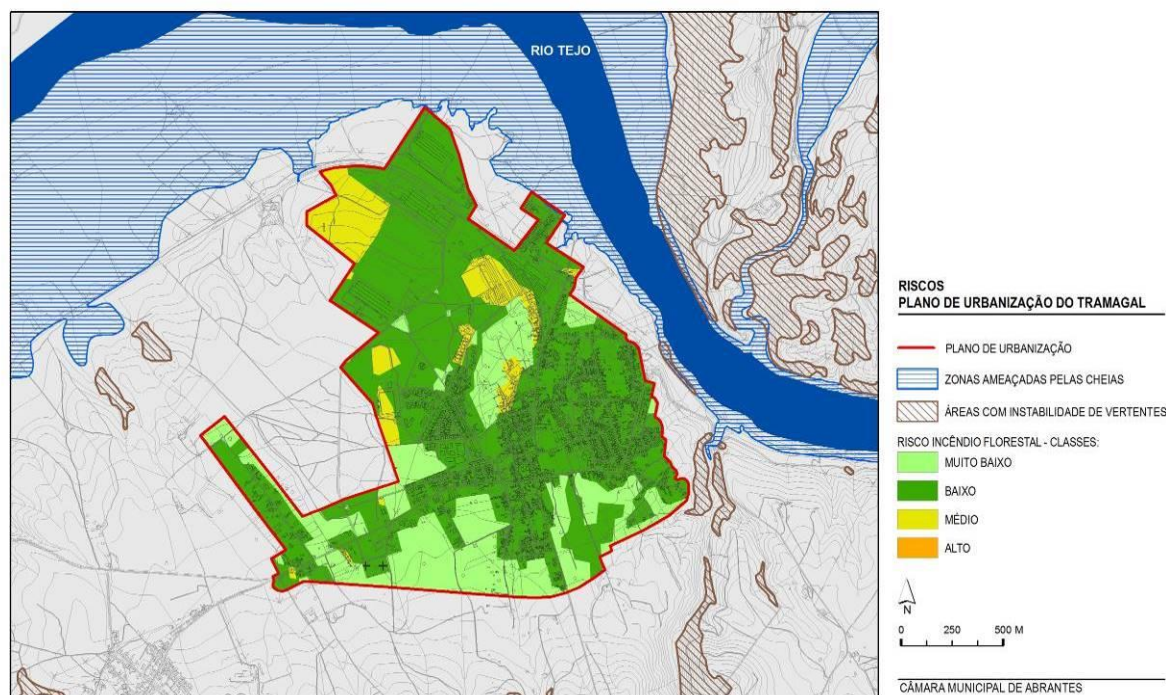 RIO TEJO
RISCOS
PLANO DE URBANIZAÇÃO DO TRAMAGAL
PLANO DE URBANIZAÇÃO
ZONAS AMEAÇADAS PELAS CHEIAS
ÁREAS COM INSTABILIDADE DE VERTENTES
RISCO INCÊNDIO FLORESTAL - CLASSES:
MUITO BAIXO
BAIXO
MÉDIO
ALTO
N
0 250 500 M
CÂMARA MUNICIPAL DE ABRANTES